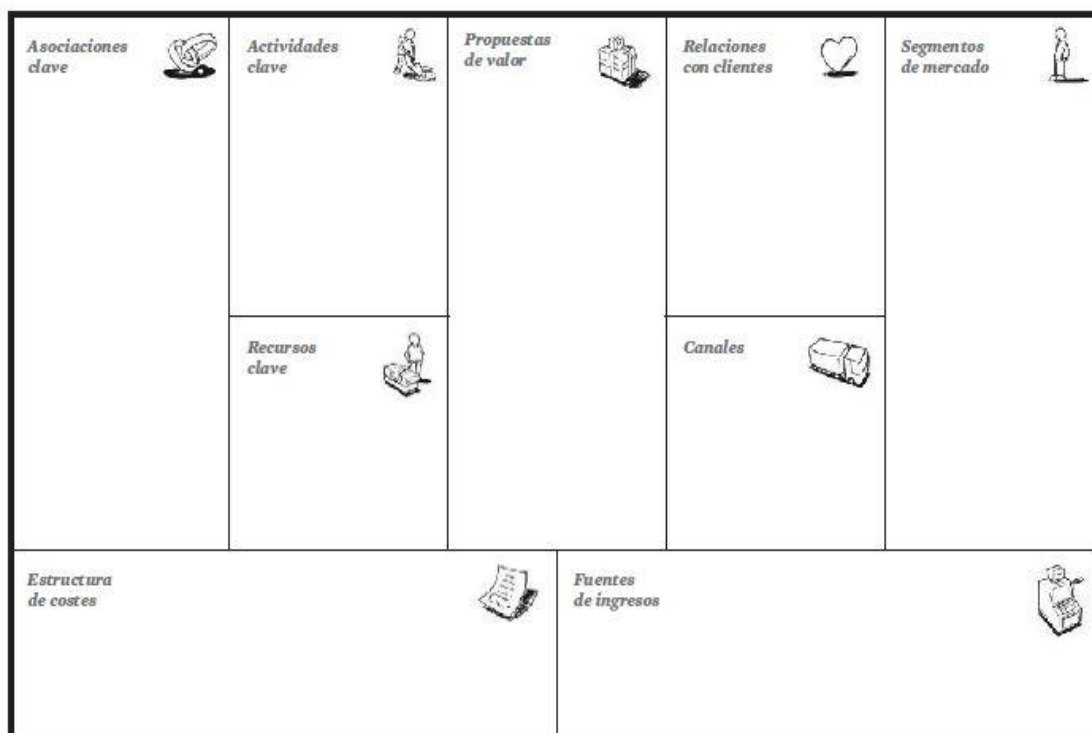 Asociaciones
clave
Actividades
clave
Propuestas
de valor
Relaciones
con clientes
Segmentos
de mercado
Recursos
clave
Canales
Estructura
de costes
Fuentes
de ingresos